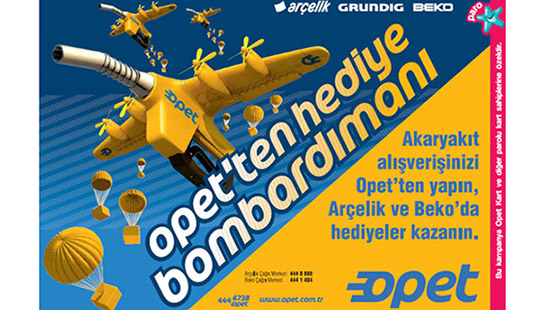 arçelik GRUNDIG BEKO
paro
opet
opet'ten hediye
bombardımanı
Akaryakıt
alışverişinizi
Opet'ten yapın,
Arçelik ve Beko'da
hediyeler kazanın.
Arçelik Çağrı Merkezi : 444 0 888
Beko Çağrı Merkezi : 444 1 404
444 6738 opet www.opet.com.tr
opet
Bu kampanya Opet Kart ve diğer parolu kart sahiplerine özeldir.